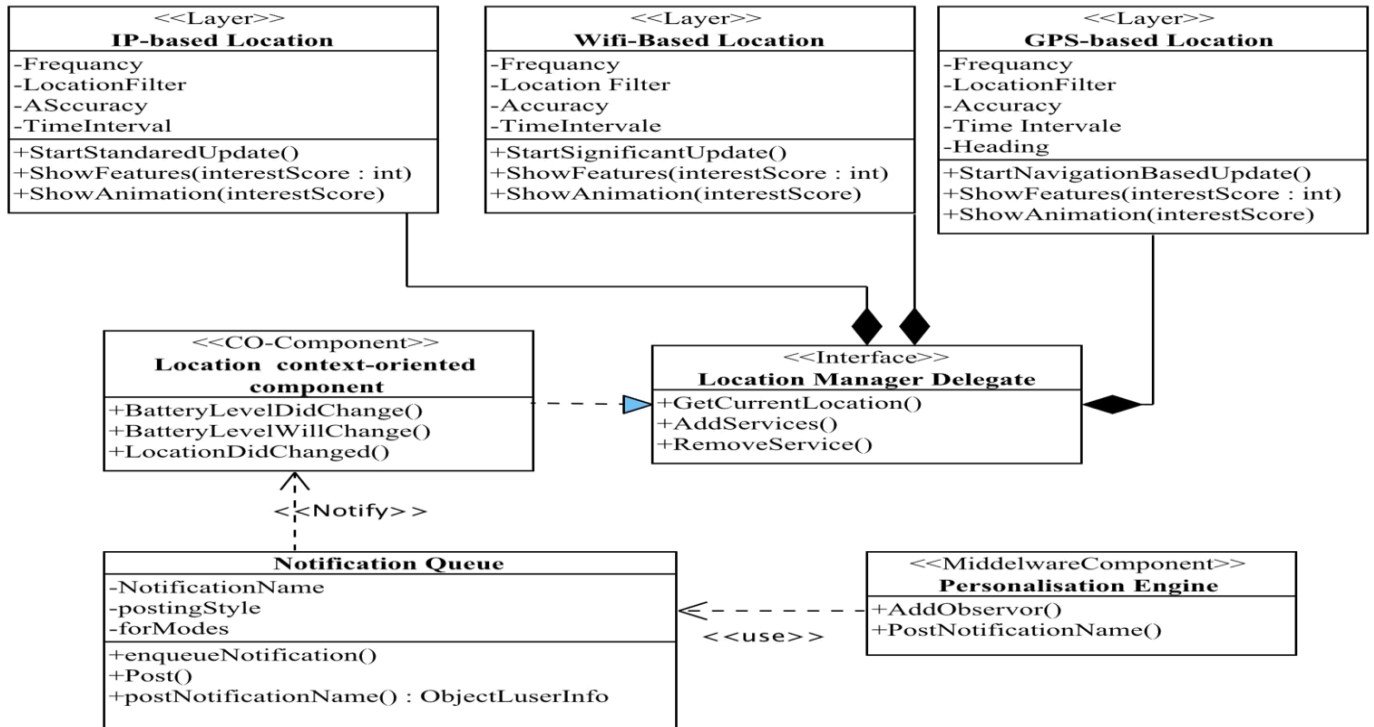 <<Layer>>
IP-based Location
-Frequancy
-LocationFilter
-ASccuracy
-TimeInterval
+StartStandaredUpdate()
+ShowFeatures(interestScore : int)
+ShowAnimation(interestScore)
<<Layer>>
Wifi-Based Location
-Frequancy
-Location Filter
-Accuracy
-TimeIntervale
+StartSignificantUpdate()
+ShowFeatures(interestScore : int)
+ShowAnimation(interestScore)
<<Layer>>
GPS-based Location
-Frequancy
-LocationFilter
-Accuracy
-Time Intervale
-Heading
+StartNavigationBasedUpdate()
+ShowFeatures(interestScore : int)
+ShowAnimation(interestScore)
<<CO-Component>>
Location context-oriented
component
+BatteryLevelDidChange()
+BatteryLevelWillChange()
+LocationDidChanged()
<<Interface>>
Location Manager Delegate
+GetCurrentLocation()
+AddServices()
+RemoveService()
<<Notify>>
Notification Queue
-NotificationName
-postingStyle
-forModes
+enqueueNotification()
+Post()
+postNotificationName() : ObjectLuserInfo
<<use>>
<<MiddelwareComponent>>
Personalisation Engine
+AddObservor()
+PostNotificationName()